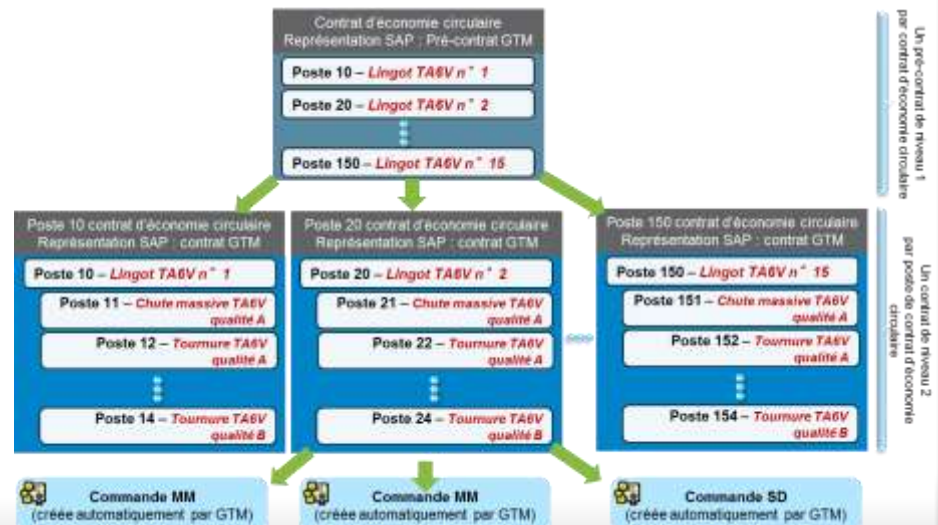 Contrat d'économie circulaire
Représentation SAP : Pré-contrat GTM
Poste 10 – Lingot TA6V n° 1
Poste 20 – Lingot TA6V n° 2
Poste 150 – Lingot TA6V n° 15
Un pré-contrat de niveau 1
par contrat d'économie circulaire
Poste 10 contrat d'économie circulaire
Représentation SAP : contrat GTM
Poste 10 – Lingot TA6V n° 1
Poste 11 – Chute massive TA6V
qualité A
Poste 12 – Tournure TA6V
qualité A
Poste 14 – Tournure TA6V
qualité B
Poste 20 contrat d'économie circulaire
Représentation SAP : contrat GTM
Poste 20 – Lingot TA6V n° 2
Poste 21 – Chute massive TA6V
qualité A
Poste 22 – Tournure TA6V
qualité A
Poste 24 – Tournure TA6V
qualité B
Poste 150 contrat d'économie circulaire
Représentation SAP : contrat GTM
Poste 150 – Lingot TA6V n° 15
Poste 151 – Chute massive TA6V
qualité A
Poste 152 – Tournure TA6V
qualité A
Poste 154 – Tournure TA6V
qualité B
Un contrat de niveau 2
par poste de contrat d'économie
circulaire
Commande MM
(créée automatiquement par GTM)
Commande MM
(créée automatiquement par GTM)
Commande SD
(créée automatiquement par GTM)